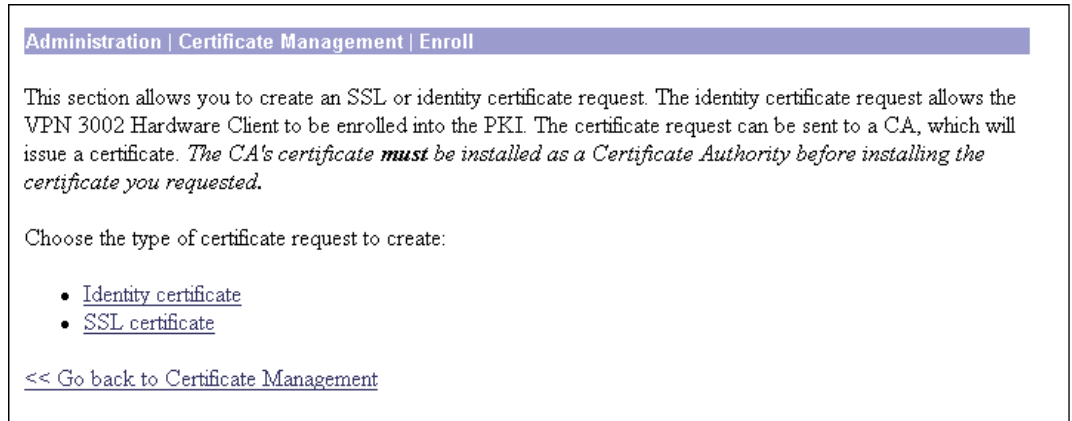 Administration | Certificate Management | Enroll
This section allows you to create an SSL or identity certificate request. The identity certificate request allows the
VPN 3002 Hardware Client to be enrolled into the PKI. The certificate request can be sent to a CA, which will
issue a certificate. The CA's certificate must be installed as a Certificate Authority before installing the
certificate you requested.
Choose the type of certificate request to create:
• Identity certificate
• SSL certificate
<< Go back to Certificate Management